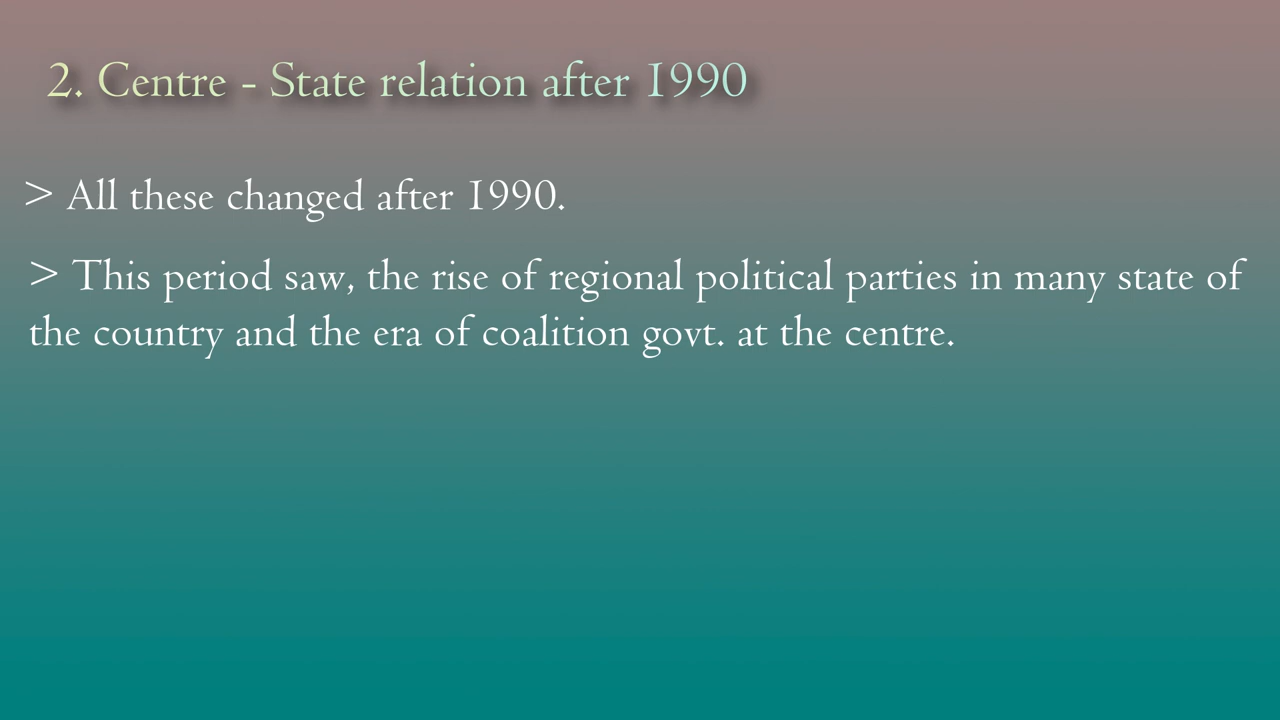 2. Centre - State relation after 1990
> All these changed after 1990.
> This period saw, the rise of regional political parties in many state of
the country and the era of coalition govt. at the centre.